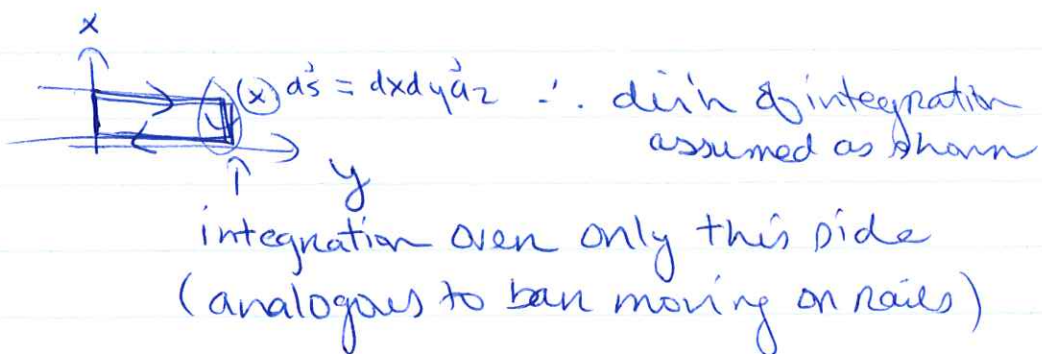 x
(x) ds⃗ = dxdy a⃗z ∴ dirn of integration
assumed as shown
y
integration over only this side
(analogous to bar moving on rails)